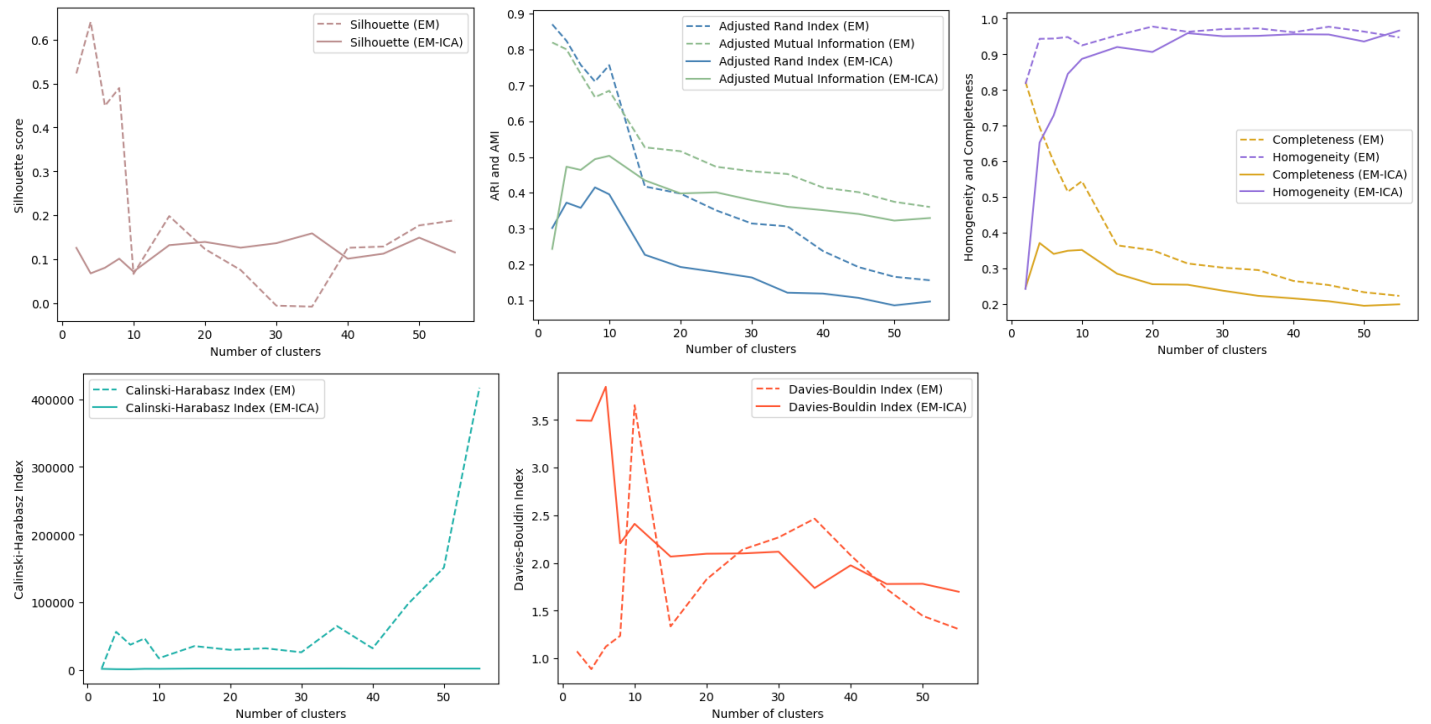 Silhouette score
0.6
0.5
0.4
0.3
0.2
0.1
0.0
Silhouette (EM)
Silhouette (EM-ICA)
0 10 20 30 40 50
Number of clusters
ARI and AMI
0.9
0.8
0.7
0.6
0.5
0.4
0.3
0.2
0.1
Adjusted Rand Index (EM)
Adjusted Mutual Information (EM)
Adjusted Rand Index (EM-ICA)
Adjusted Mutual Information (EM-ICA)
0 10 20 30 40 50
Number of clusters
Homogeneity and Completeness
1.0
0.9
0.8
0.7
0.6
0.5
0.4
0.3
0.2
Completeness (EM)
Homogeneity (EM)
Completeness (EM-ICA)
Homogeneity (EM-ICA)
0 10 20 30 40 50
Number of clusters
Calinski-Harabasz Index
400000
300000
200000
100000
0
Calinski-Harabasz Index (EM)
Calinski-Harabasz Index (EM-ICA)
0 10 20 30 40 50
Number of clusters
Davies-Bouldin Index
3.5
3.0
2.5
2.0
1.5
1.0
Davies-Bouldin Index (EM)
Davies-Bouldin Index (EM-ICA)
0 10 20 30 40 50
Number of clusters